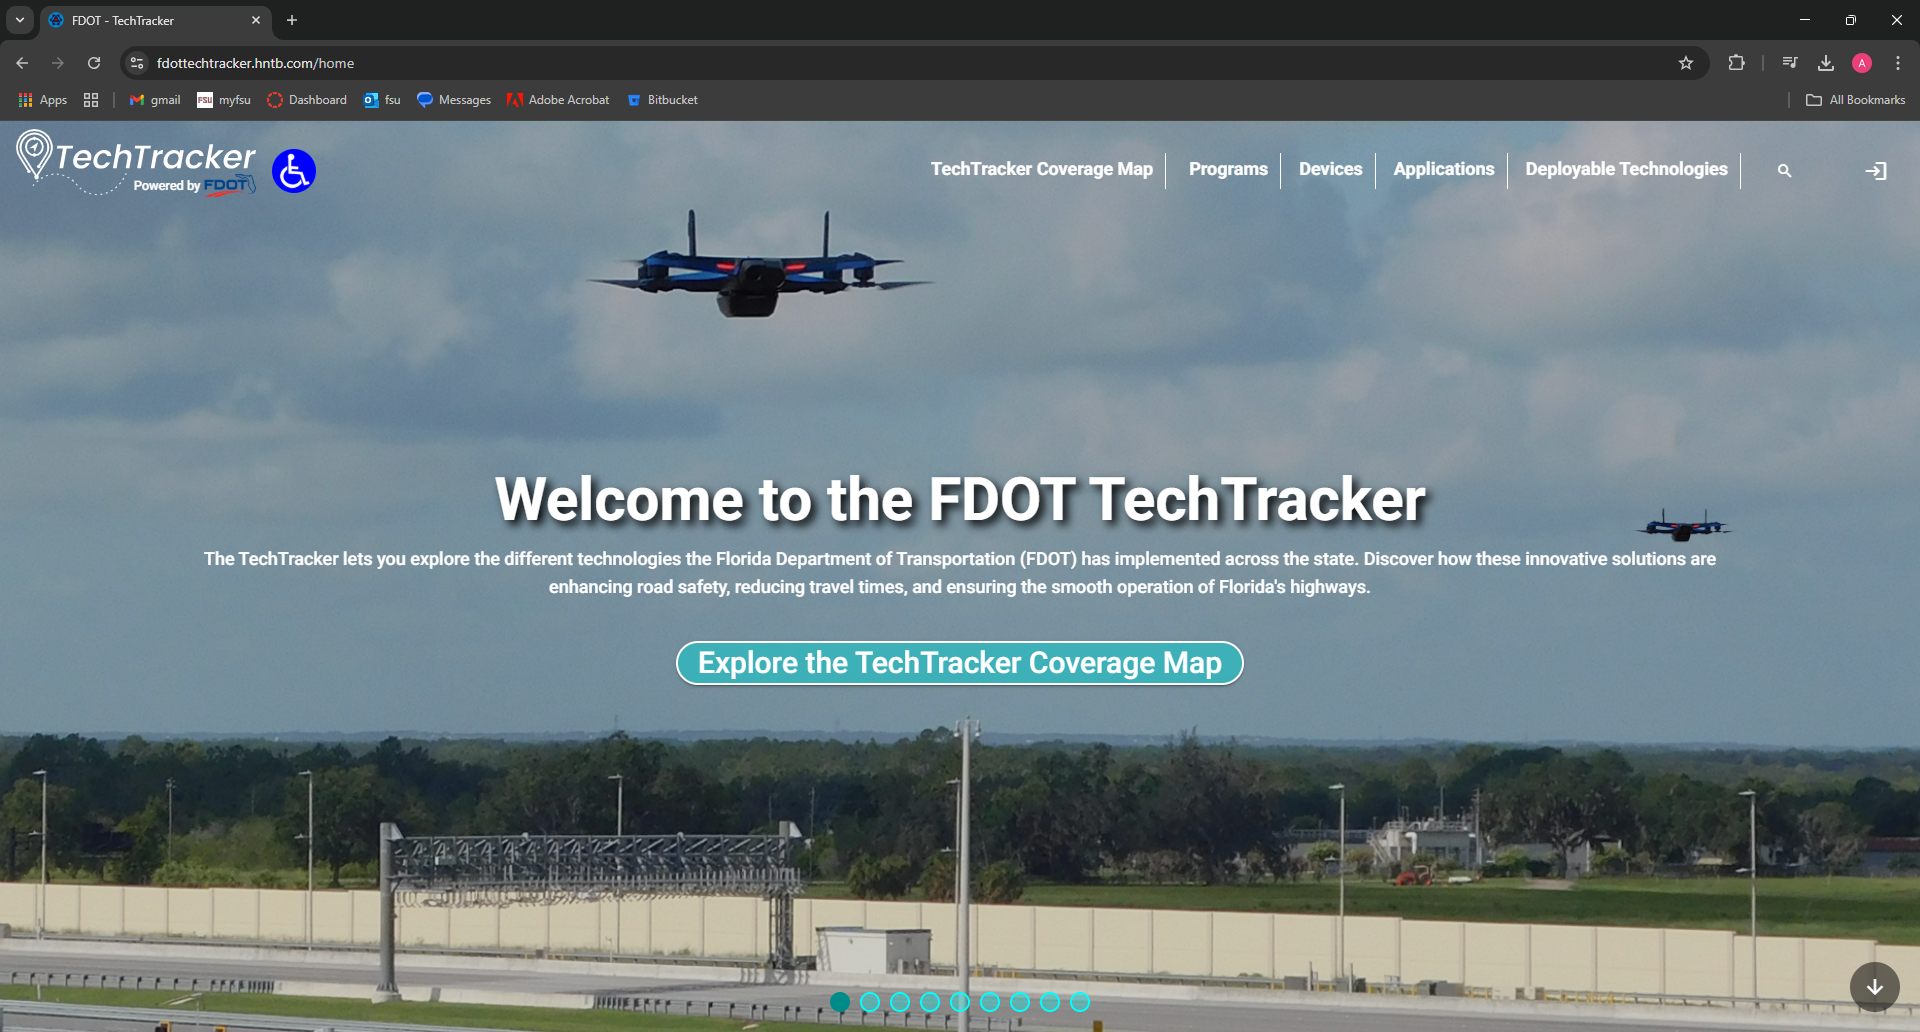 FDOT - TechTracker
fdottechtracker.hntb.com/home
A
Apps
gmail
FSU
myfsu
Dashboard
fsu
Messages
Adobe Acrobat
Bitbucket
All Bookmarks
TechTracker
Powered by FDOT
TechTracker Coverage Map
Programs
Devices
Applications
Deployable Technologies
Welcome to the FDOT TechTracker
The TechTracker lets you explore the different technologies the Florida Department of Transportation (FDOT) has implemented across the state. Discover how these innovative solutions are
enhancing road safety, reducing travel times, and ensuring the smooth operation of Florida's highways.
Explore the TechTracker Coverage Map